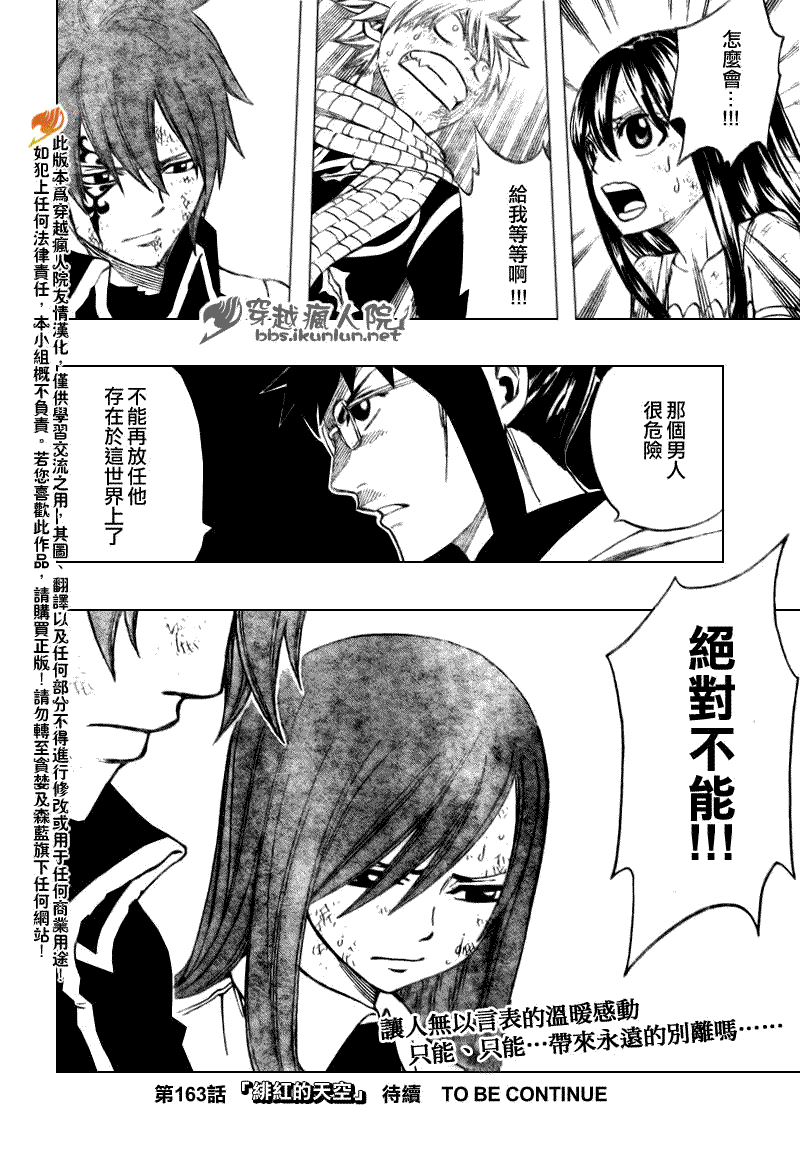 怎麼會…!!!
給我等等啊!!!
那個男人
很危險
不能再放任他
存在於這世界上了
絕對不能!!!
讓人無以言表的溫暖感動
只能、只能…帶來永遠的別離嗎……
第163話「緋紅的天空」 待續 TO BE CONTINUE
穿越瘋人院
bbs.ikunlun.net
此版本爲穿越瘋人院友情漢化，僅供學習交流之用，其圖、翻譯以及任何部分不得進行修改或用于任何商業用途！
如犯上任何法律責任，本小組概不負責。若您喜歡此作品，請購買正版！請勿轉至貪婪及森藍旗下任何網站！